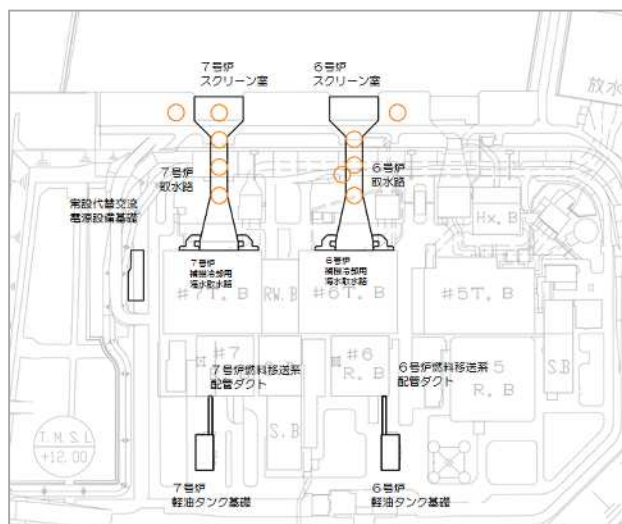 7号炉
スクリーン室
6号炉
スクリーン室
放水
7号炉
取水路
6号炉
取水路
常設代替交流
電源設備基礎
Hx. B
7号炉
補機冷却用
海水取水路
6号炉
補機冷却用
海水取水路
#7T. B
RW. B
#6T. B
#5T. B
#7
7号炉燃料移送系
配管ダクト
#6
R. B
6号炉燃料移送系
配管ダクト
5
R. B
S.B
S.B
T.M.S.L
+12.00
7号炉
軽油タンク基礎
6号炉
軽油タンク基礎